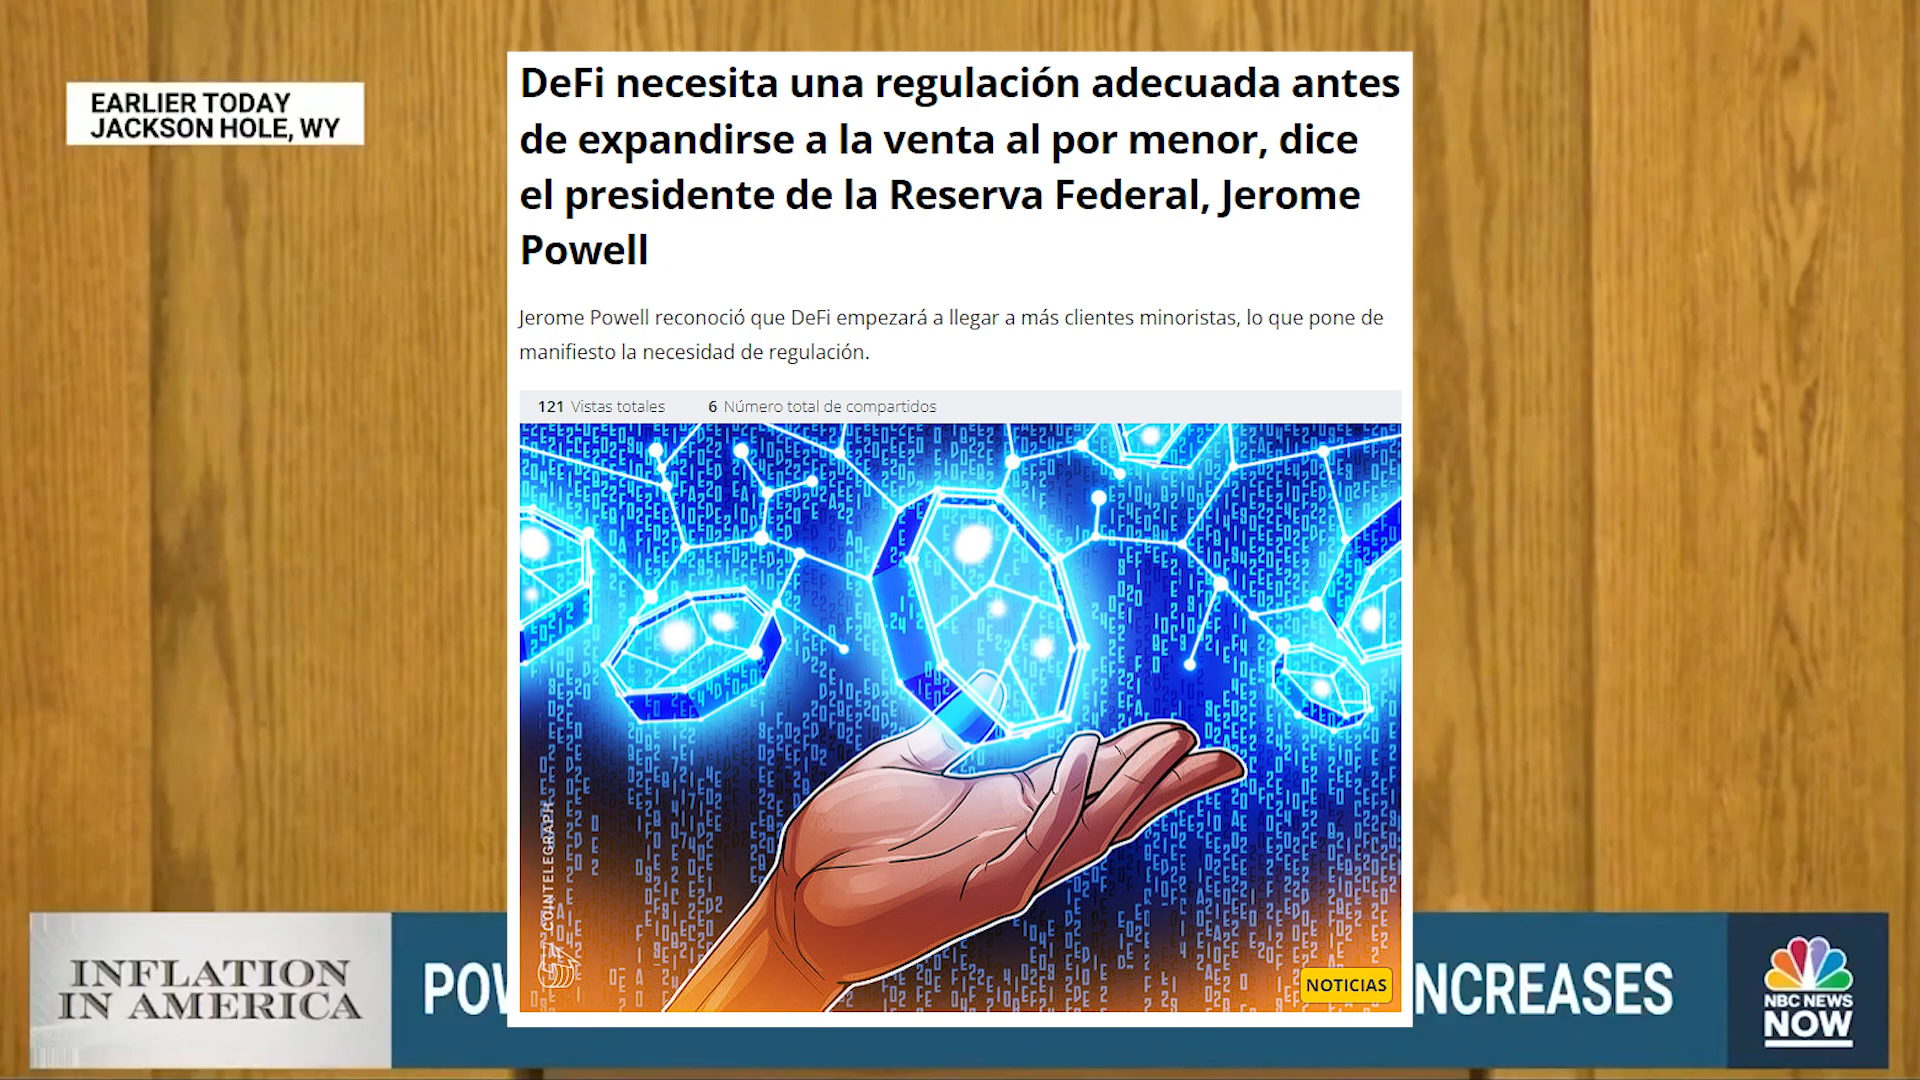 EARLIER TODAY
JACKSON HOLE, WY
DeFi necesita una regulación adecuada antes
de expandirse a la venta al por menor, dice
el presidente de la Reserva Federal, Jerome
Powell
Jerome Powell reconoció que DeFi empezará a llegar a más clientes minoristas, lo que pone de
manifiesto la necesidad de regulación.
121 Vistas totales 6 Número total de compartidos
COINTELEGRAPH
NOTICIAS
INFLATION
IN AMERICA
NCREASES
NBC NEWS
NOW